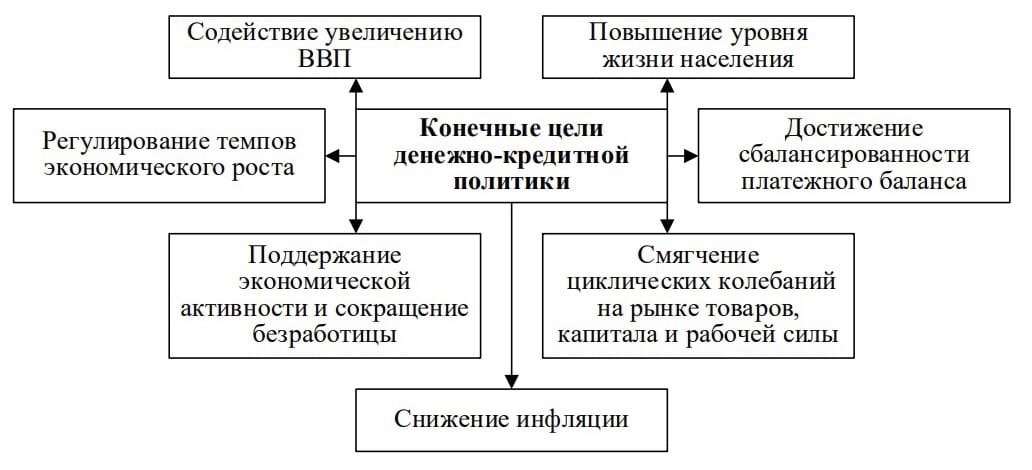 Содействие увеличению
ВВП
Повышение уровня
жизни населения
Регулирование темпов
экономического роста
Конечные цели
денежно-кредитной
политики
Достижение
сбалансированности
платежного баланса
Поддержание
экономической
активности и сокращение
безработицы
Смягчение
циклических колебаний
на рынке товаров,
капитала и рабочей силы
Снижение инфляции